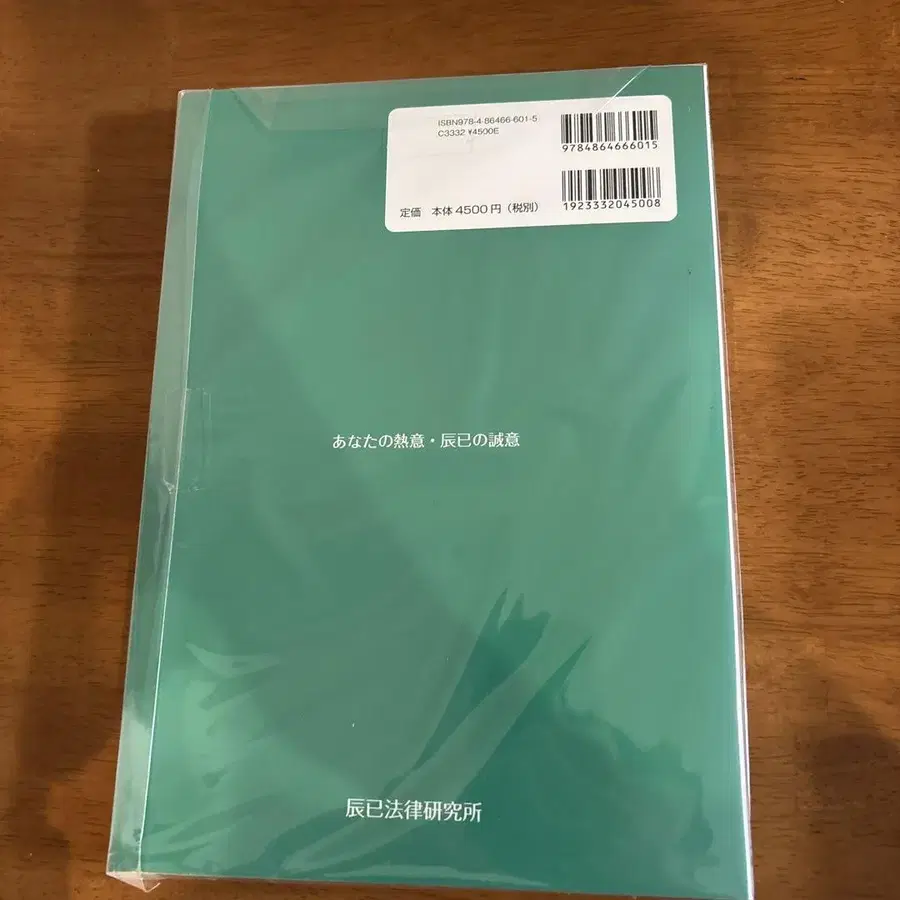 ISBN978-4-86466-601-5
C3332 ¥4500E
9784864666015
定価 本体4500円（税別）
1923332045008
あなたの熱意・辰已の誠意
辰已法律研究所